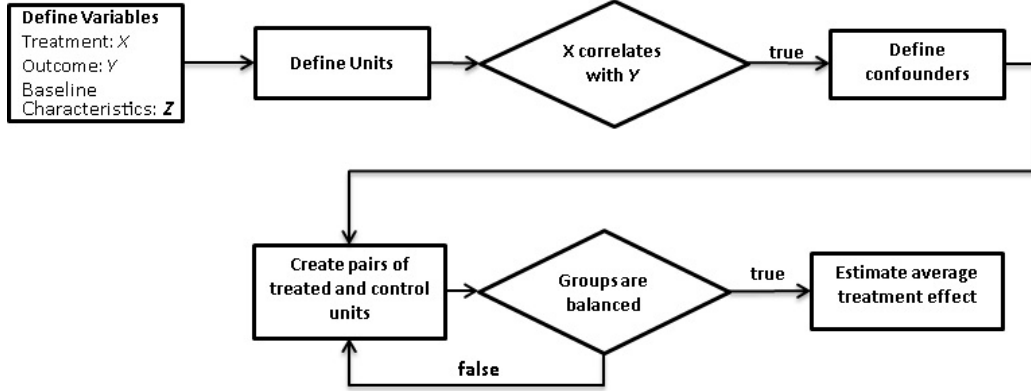 Define Variables
Treatment: X
Outcome: Y
Baseline
Characteristics: Z
Define Units
X correlates
with Y
true
Define
confounders
Create pairs of
treated and control
units
Groups are
balanced
true
Estimate average
treatment effect
false